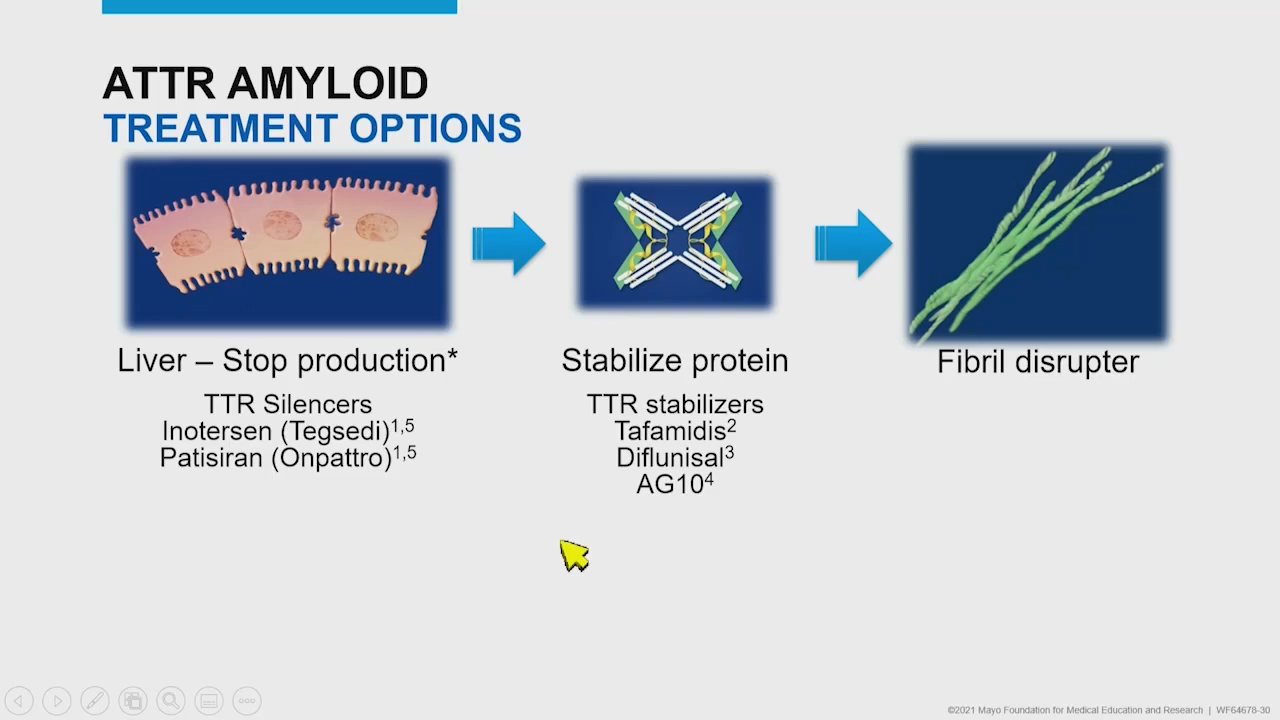 ATTR AMYLOID
TREATMENT OPTIONS
Liver – Stop production*
TTR Silencers
Inotersen (Tegsedi)1,5
Patisiran (Onpattro)1,5
Stabilize protein
TTR stabilizers
Tafamidis2
Diflunisal3
AG104
Fibril disrupter
©2021 Mayo Foundation for Medical Education and Research | WF64678-30